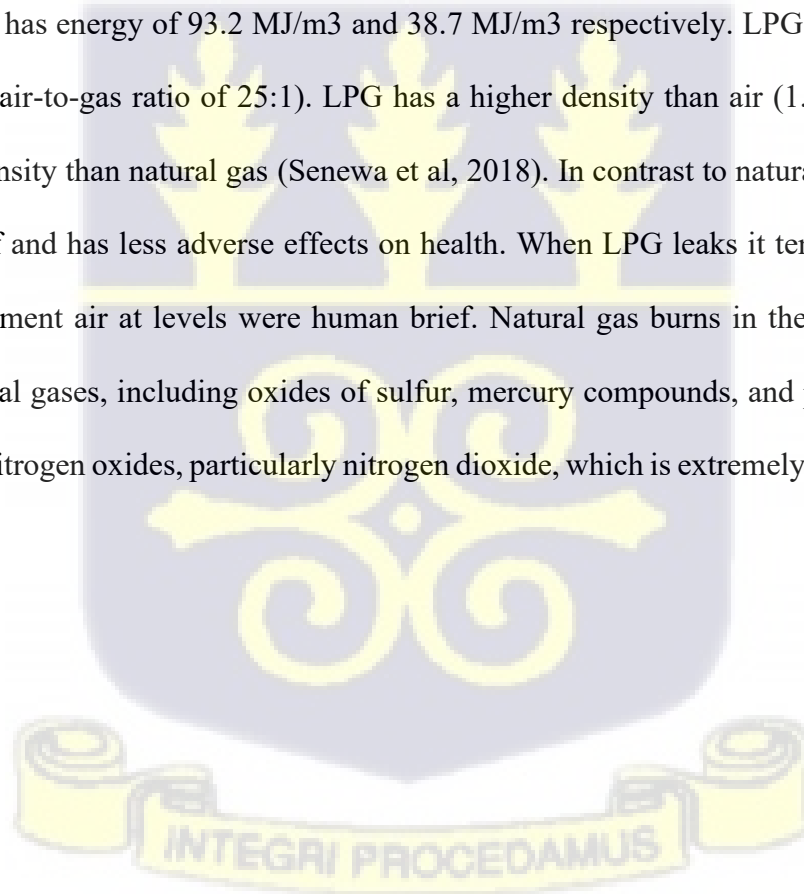 has energy of 93.2 MJ/m3 and 38.7 MJ/m3 respectively. LPG
air-to-gas ratio of 25:1). LPG has a higher density than air (1.
nsity than natural gas (Senewa et al, 2018). In contrast to natura
f and has less adverse effects on health. When LPG leaks it ter
ment air at levels were human brief. Natural gas burns in the
al gases, including oxides of sulfur, mercury compounds, and
itrogen oxides, particularly nitrogen dioxide, which is extremely
INTEGRI PROCEDAMUS